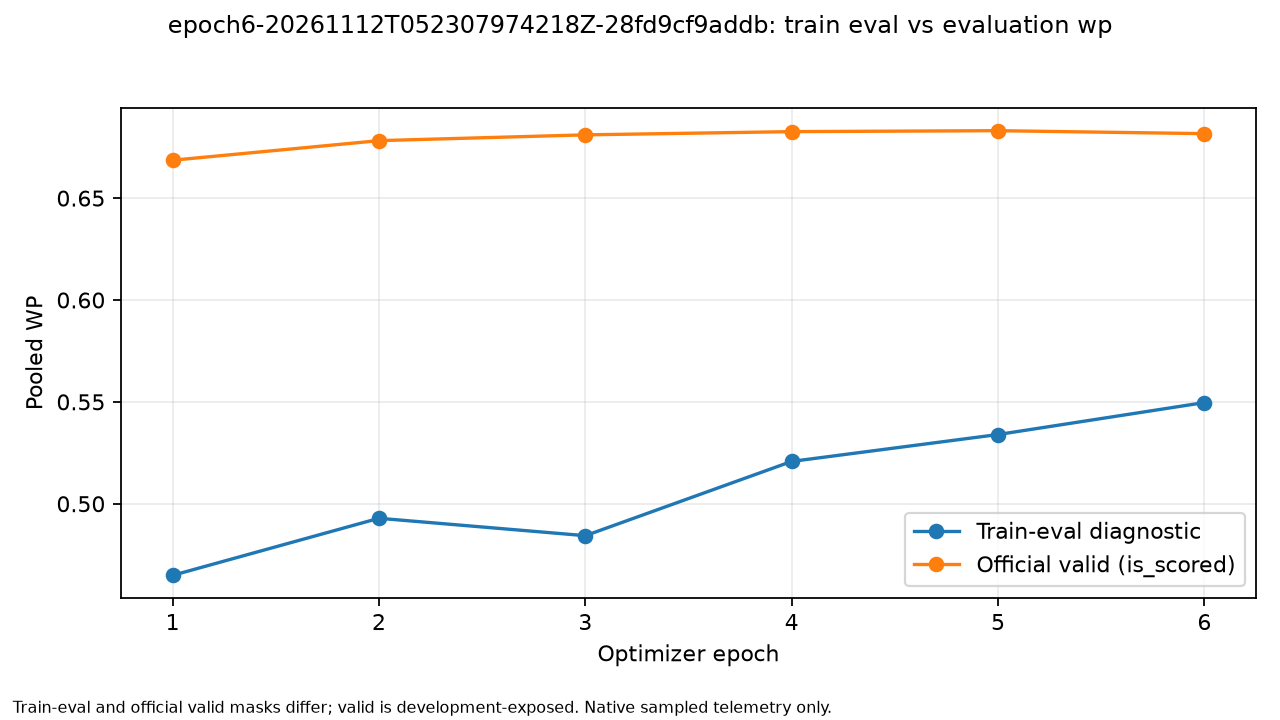 epoch6-20261112T052307974218Z-28fd9cf9addb: train eval vs evaluation wp
Pooled WP
0.65
0.60
0.55
0.50
Train-eval diagnostic
Official valid (is_scored)
1 2 3 4 5 6
Optimizer epoch
Train-eval and official valid masks differ; valid is development-exposed. Native sampled telemetry only.